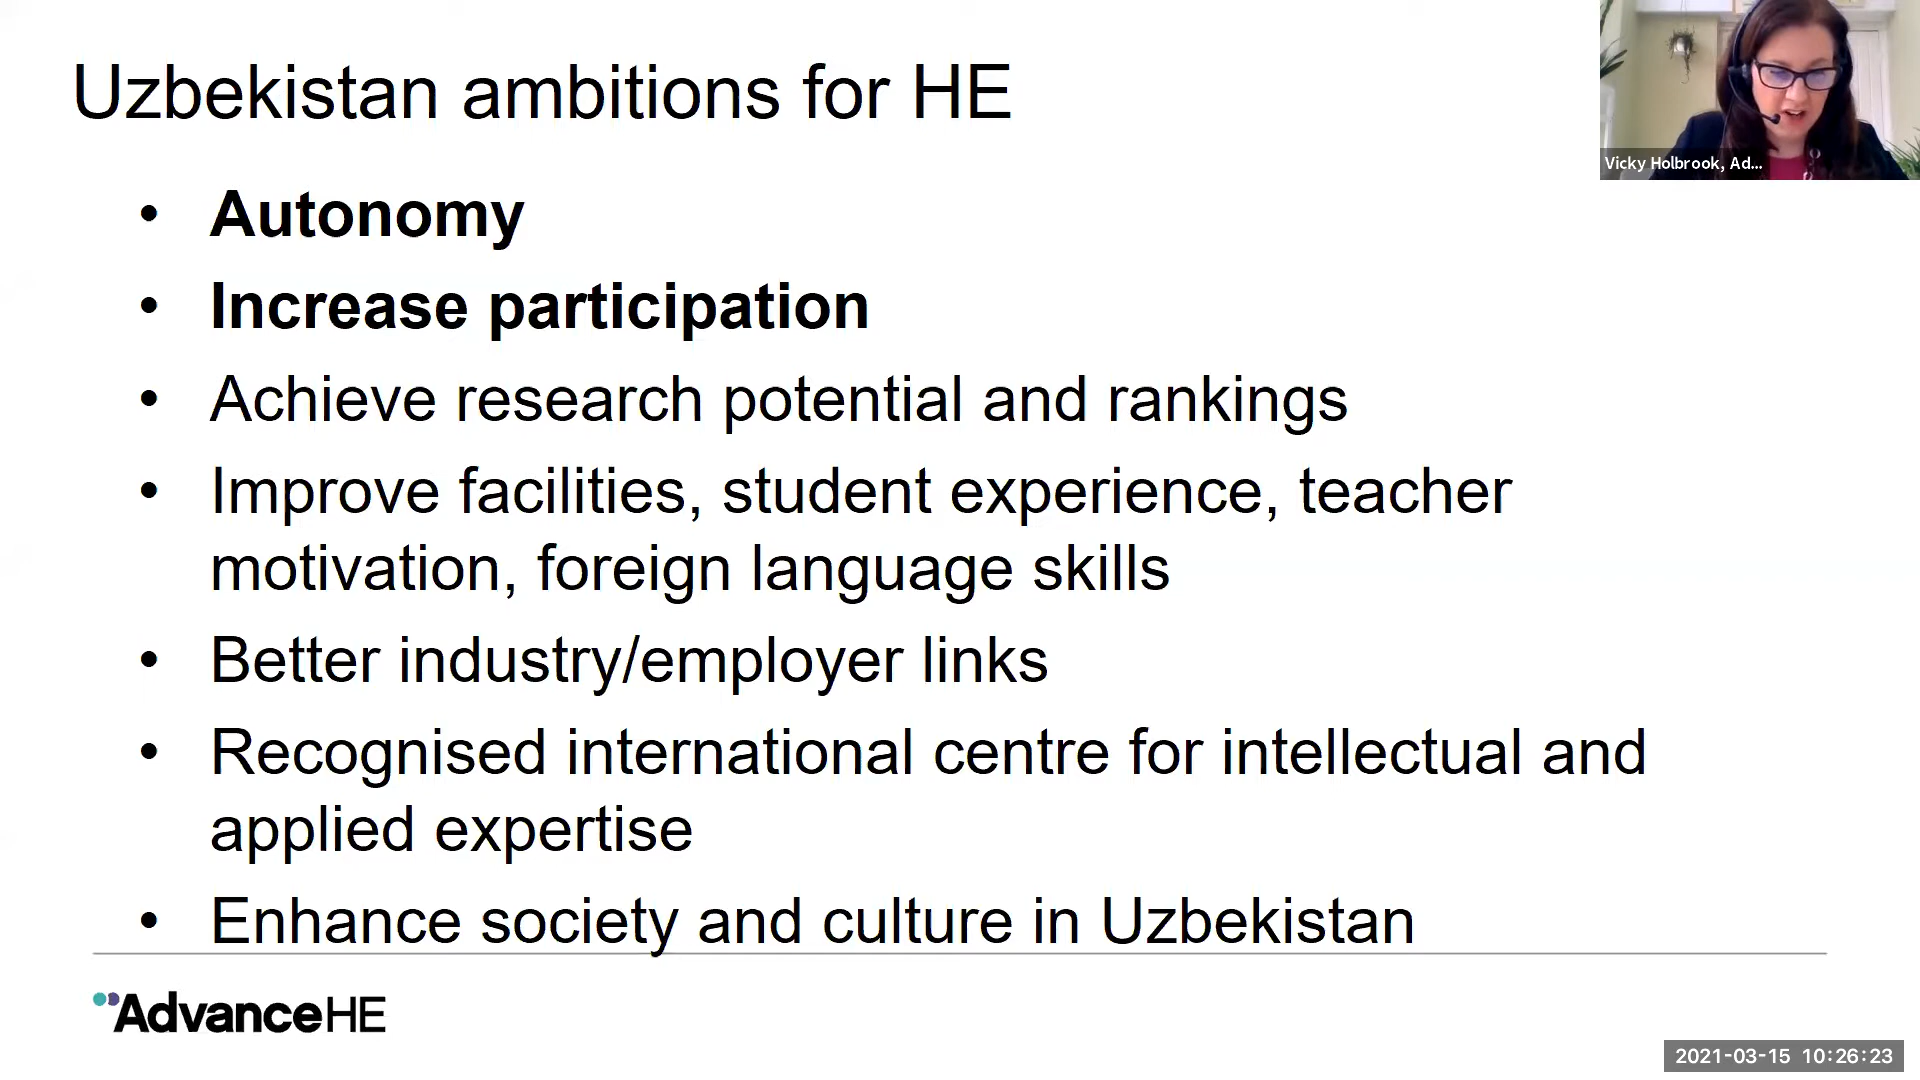 Uzbekistan ambitions for HE
Vicky Holbrook, Ad...
• Autonomy
• Increase participation
• Achieve research potential and rankings
• Improve facilities, student experience, teacher
motivation, foreign language skills
• Better industry/employer links
• Recognised international centre for intellectual and
applied expertise
• Enhance society and culture in Uzbekistan
AdvanceHE
2021-03-15 10:26:23